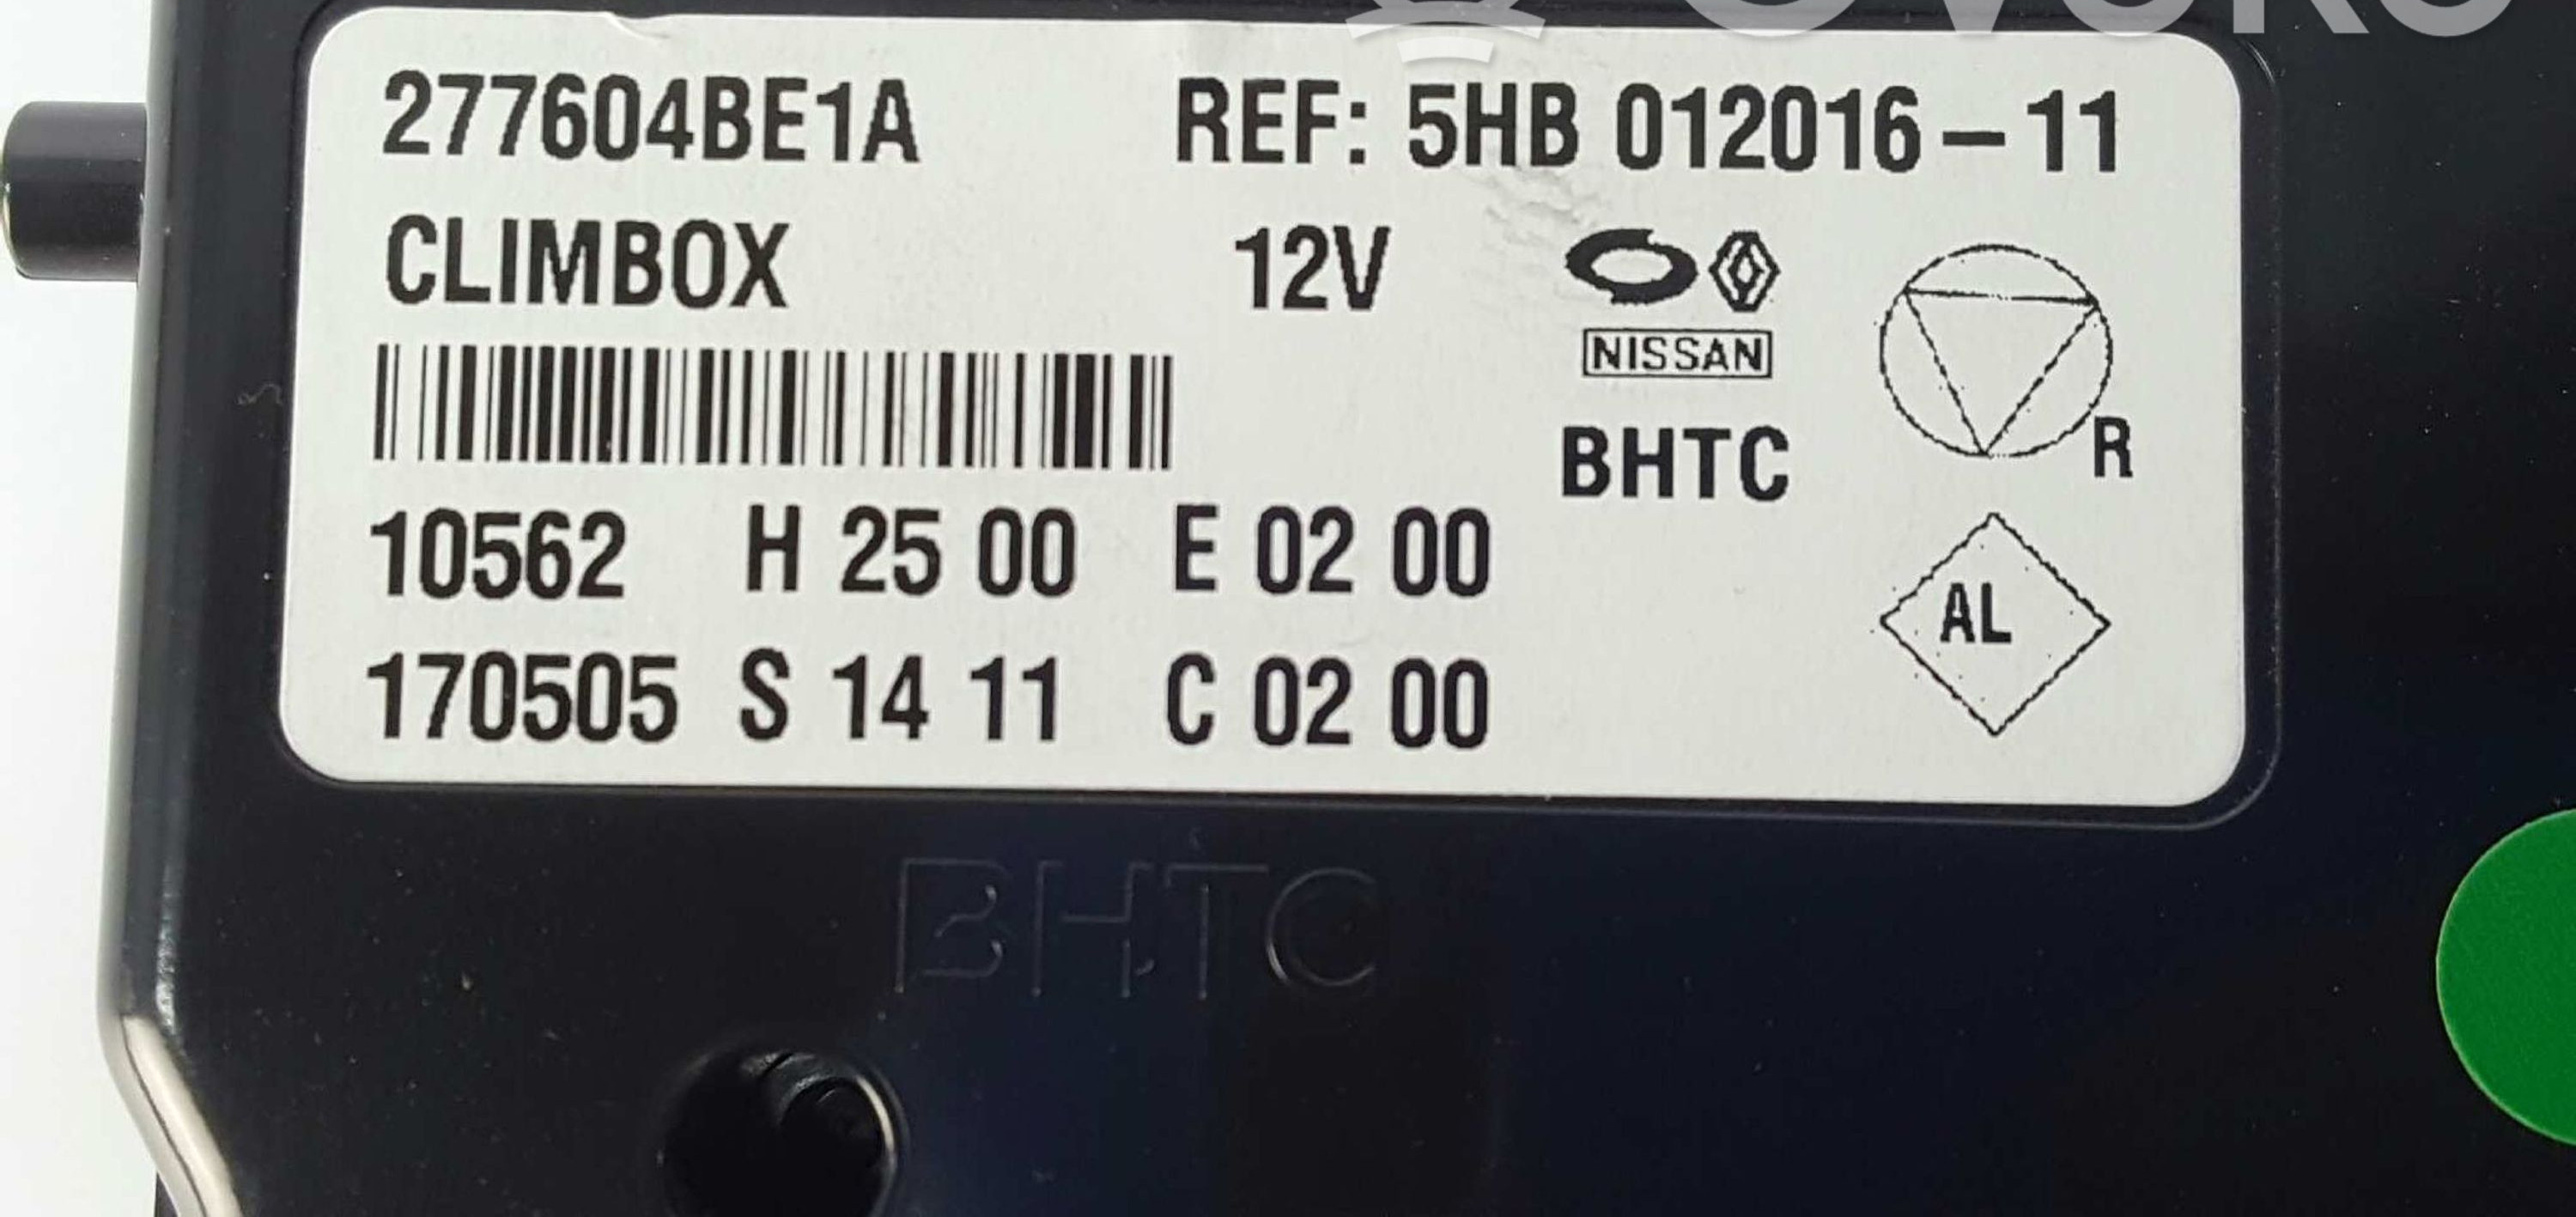 277604BE1A REF: 5HB 012016-11
CLIMBOX 12V
NISSAN
BHTC
R
10562 H 25 00 E 02 00
AL
170505 S 14 11 C 02 00
BHTC